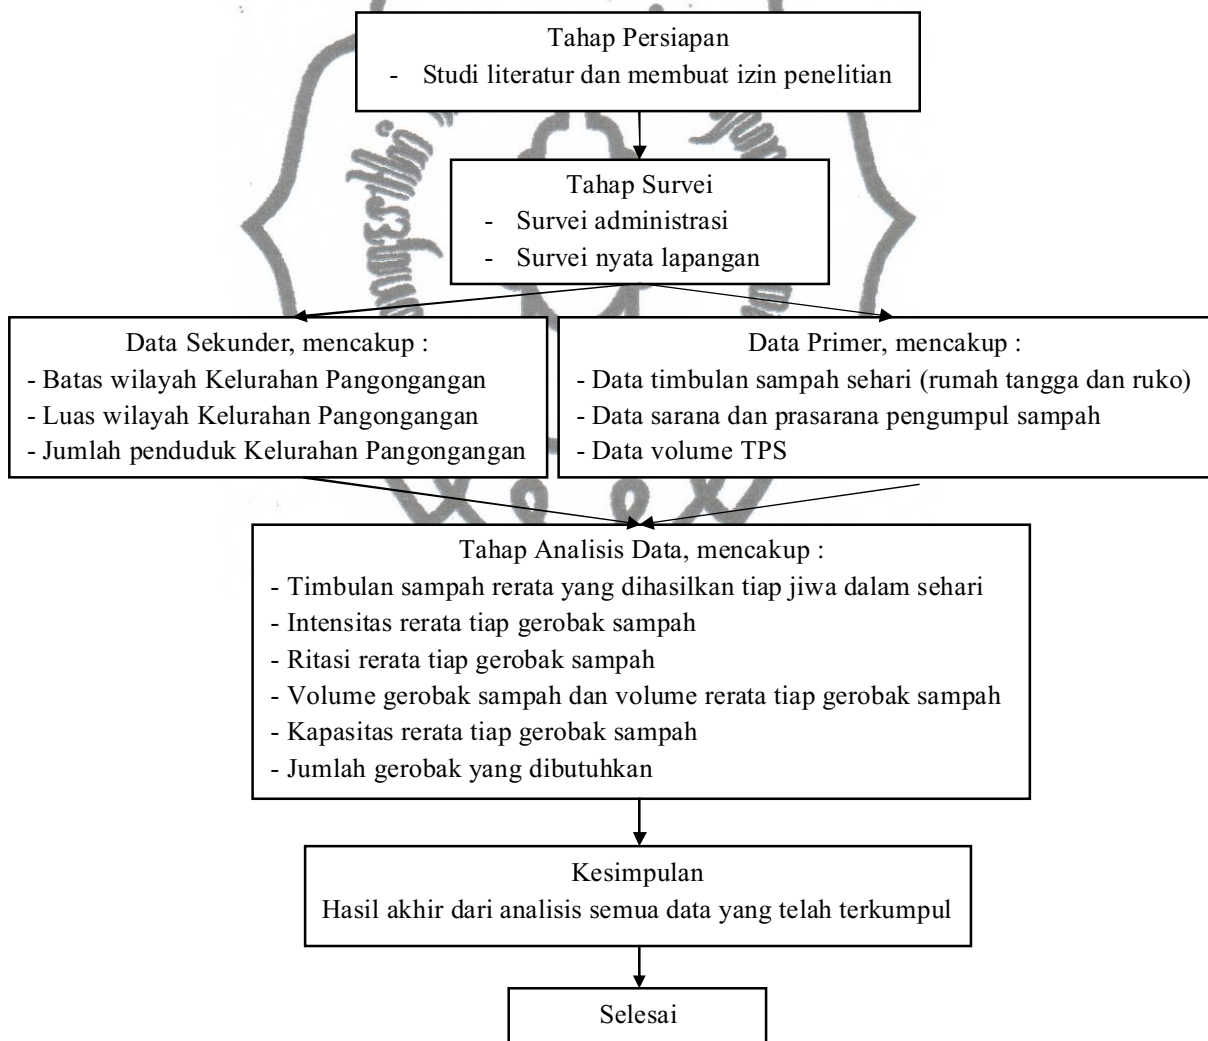 Tahap Persiapan
- Studi literatur dan membuat izin penelitian
Tahap Survei
- Survei administrasi
- Survei nyata lapangan
Data Sekunder, mencakup :
- Batas wilayah Kelurahan Pangongangan
- Luas wilayah Kelurahan Pangongangan
- Jumlah penduduk Kelurahan Pangongangan
Data Primer, mencakup :
- Data timbulan sampah sehari (rumah tangga dan ruko)
- Data sarana dan prasarana pengumpul sampah
- Data volume TPS
Tahap Analisis Data, mencakup :
- Timbulan sampah rerata yang dihasilkan tiap jiwa dalam sehari
- Intensitas rerata tiap gerobak sampah
- Ritasi rerata tiap gerobak sampah
- Volume gerobak sampah dan volume rerata tiap gerobak sampah
- Kapasitas rerata tiap gerobak sampah
- Jumlah gerobak yang dibutuhkan
Kesimpulan
Hasil akhir dari analisis semua data yang telah terkumpul
Selesai